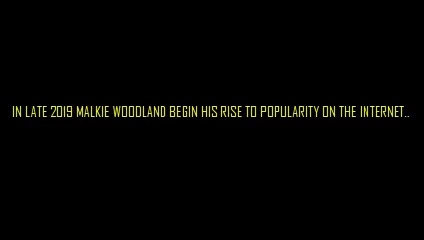 IN LATE 2019 MALKIE WOODLAND BEGIN HIS RISE TO POPULARITY ON THE INTERNET..